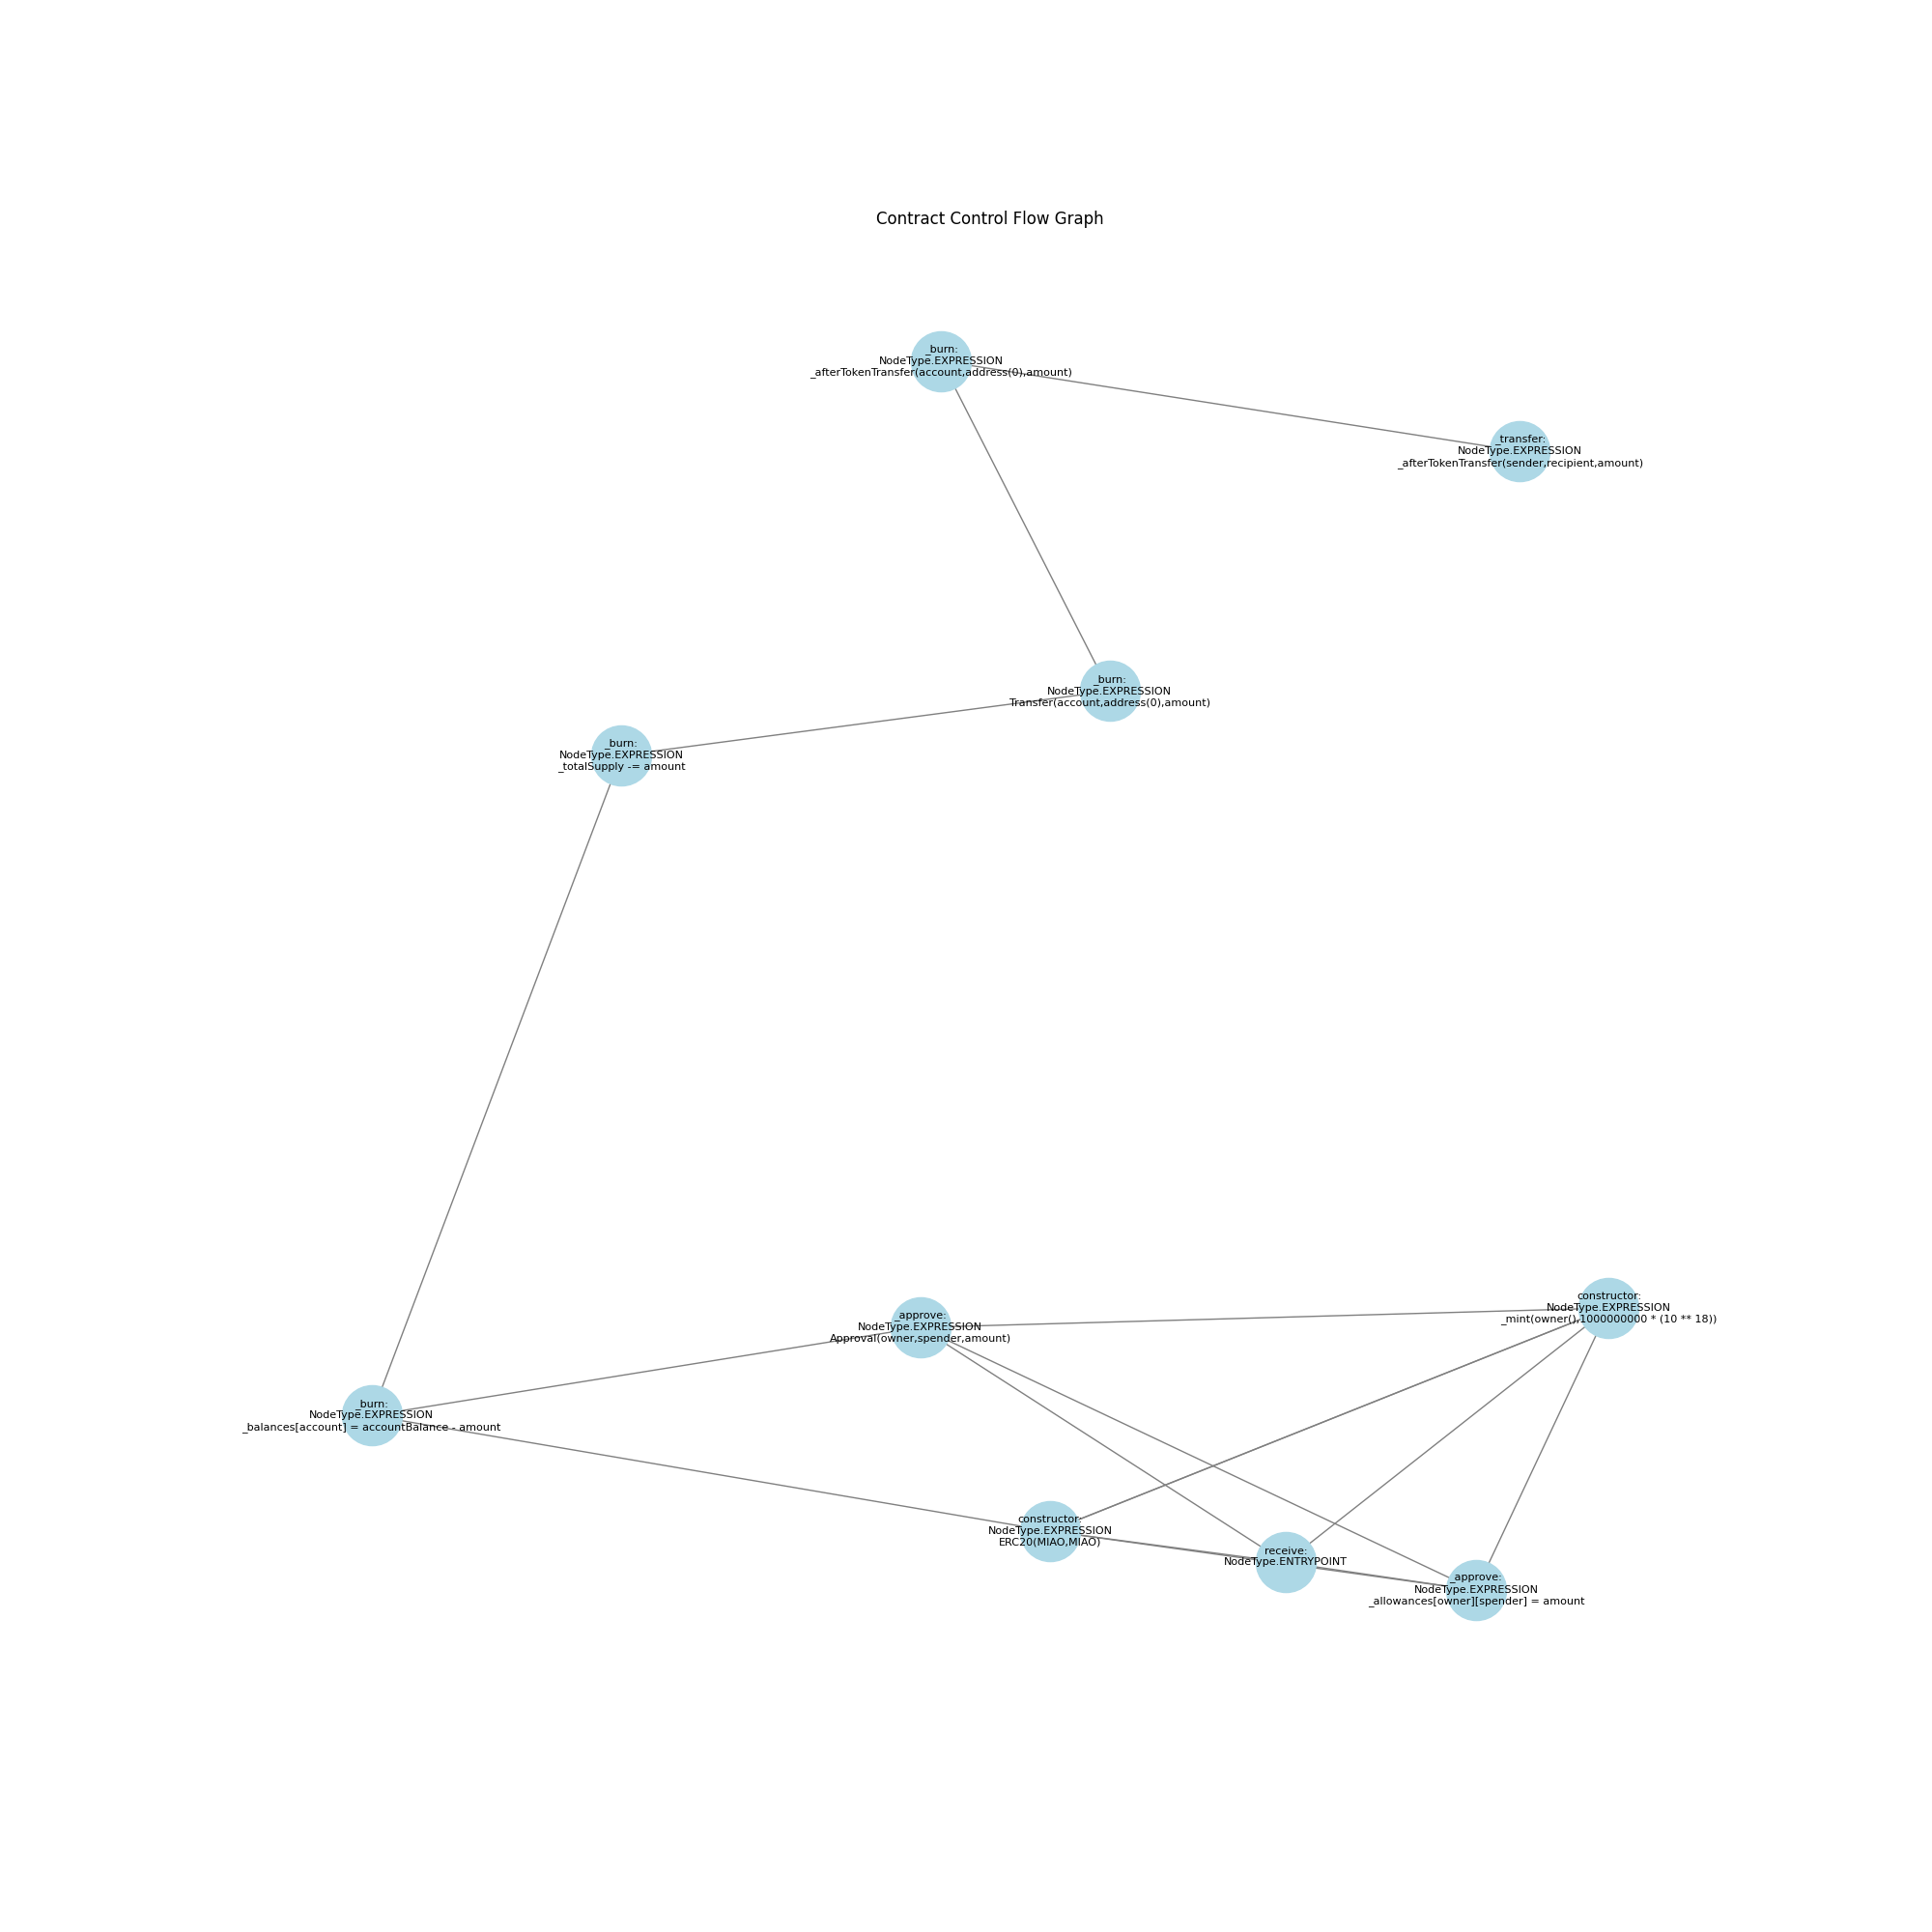 Contract Control Flow Graph
_burn:
NodeType.EXPRESSION
_afterTokenTransfer(account,address(0),amount)
_transfer:
NodeType.EXPRESSION
_afterTokenTransfer(sender,recipient,amount)
_burn:
NodeType.EXPRESSION
Transfer(account,address(0),amount)
_burn:
NodeType.EXPRESSION
_totalSupply -= amount
constructor:
NodeType.EXPRESSION
_mint(owner(),1000000000 * (10 ** 18))
_approve:
NodeType.EXPRESSION
Approval(owner,spender,amount)
_burn:
NodeType.EXPRESSION
_balances[account] = accountBalance - amount
constructor:
NodeType.EXPRESSION
ERC20(MIAO,MIAO)
receive:
NodeType.ENTRYPOINT
_approve:
NodeType.EXPRESSION
_allowances[owner][spender] = amount